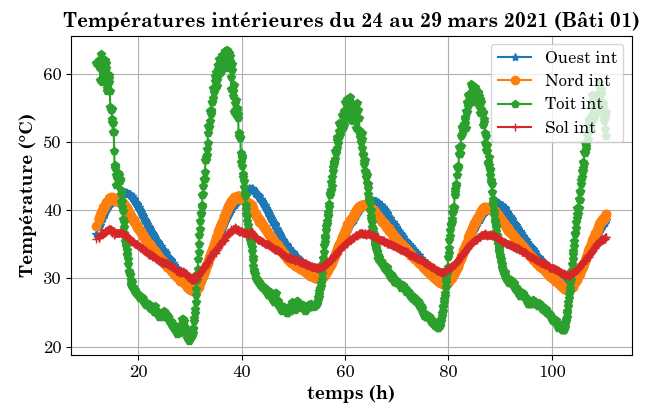 Températures intérieures du 24 au 29 mars 2021 (Bâti 01)
Température (°C)
60
50
40
30
20
Ouest int
Nord int
Toit int
Sol int
20 40 60 80 100
temps (h)